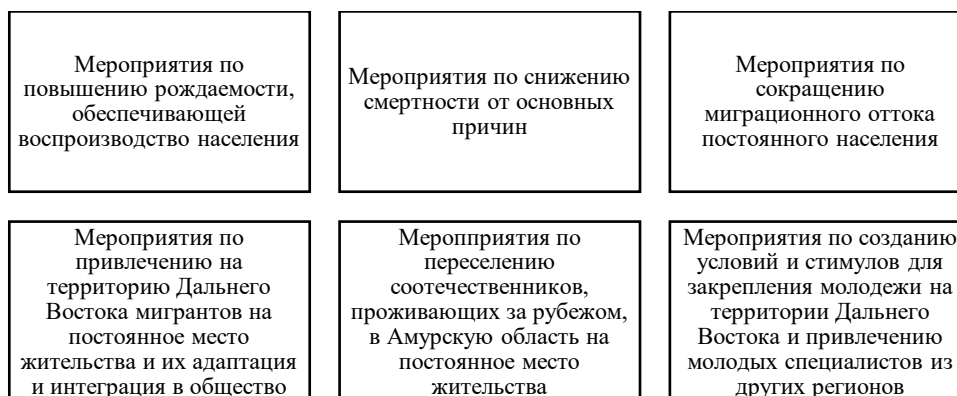 Мероприятия по
повышению рождаемости,
обеспечивающей
воспроизводство населения
Мероприятия по снижению
смертности от основных
причин
Мероприятия по
сокращению
миграционного оттока
постоянного населения
Мероприятия по
привлечению на
территорию Дальнего
Востока мигрантов на
постоянное место
жительства и их адаптация
и интеграция в общество
Меропприятия по
переселению
соотечественников,
проживающих за рубежом,
в Амурскую область на
постоянное место
жительства
Мероприятия по созданию
условий и стимулов для
закрепления молодежи на
территории Дальнего
Востока и привлечению
молодых специалистов из
других регионов